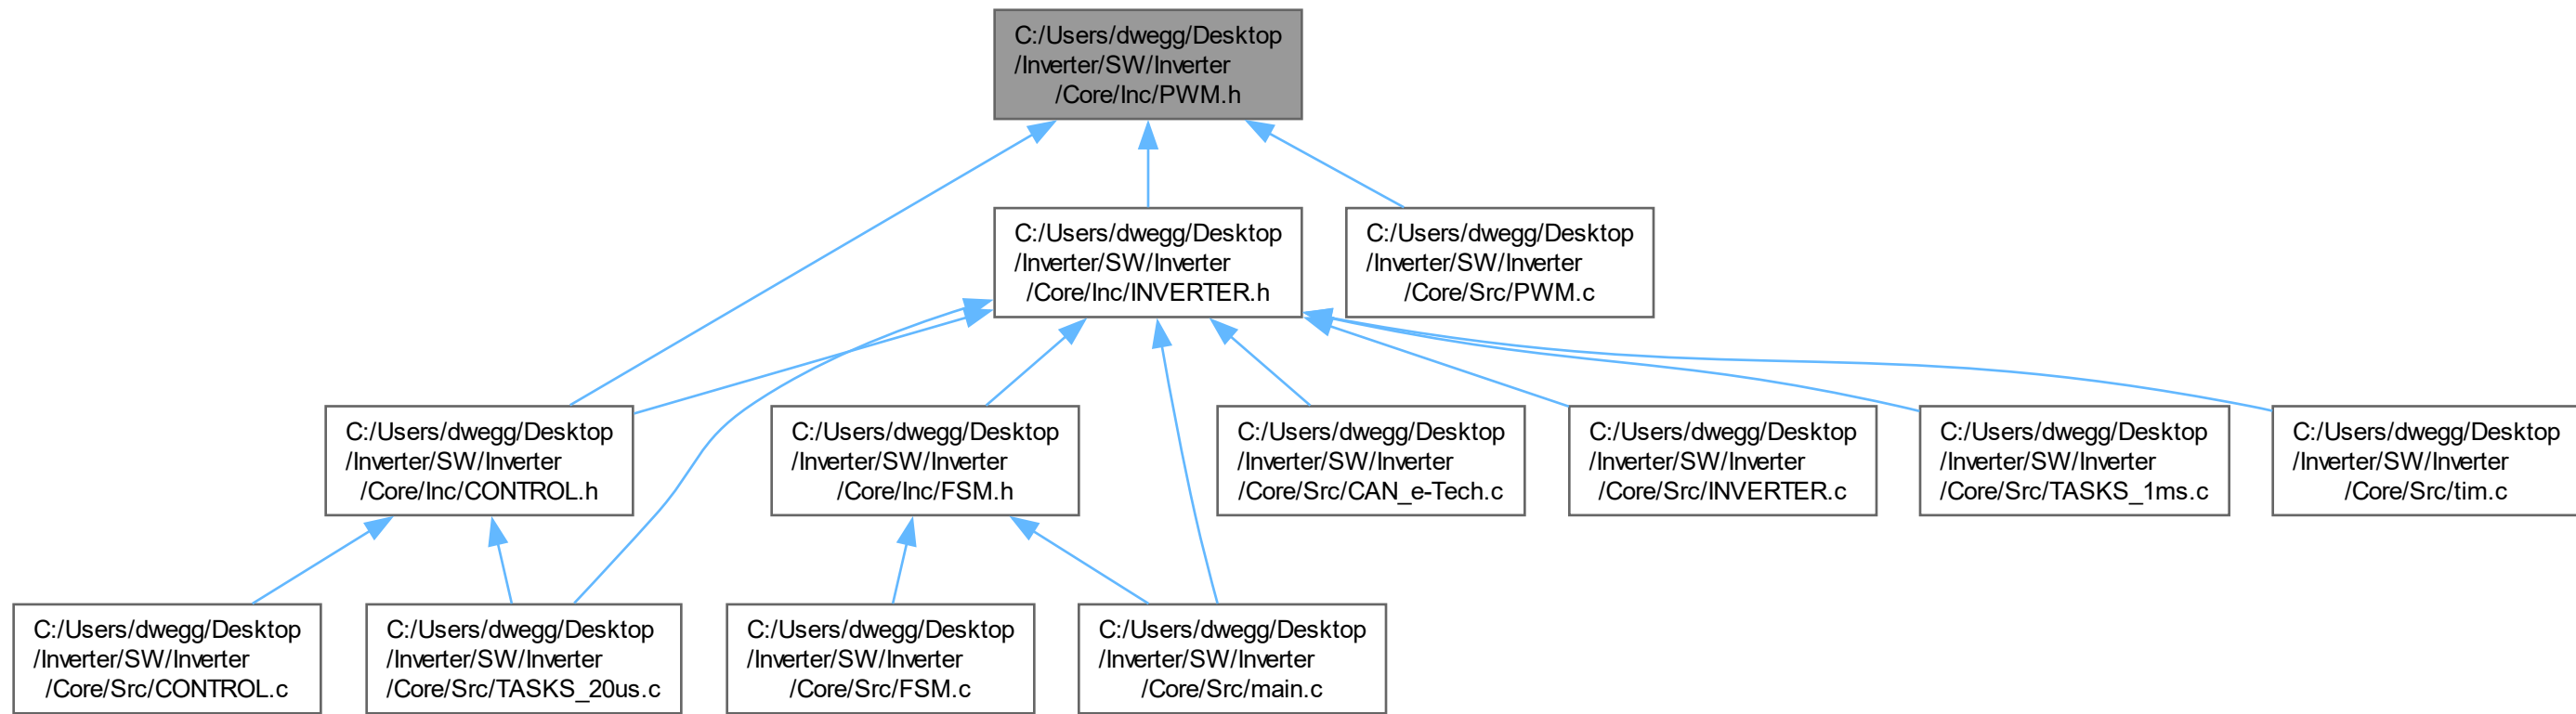 C:/Users/dwegg/Desktop
/Inverter/SW/Inverter
/Core/Inc/PWM.h
C:/Users/dwegg/Desktop
/Inverter/SW/Inverter
/Core/Inc/INVERTER.h
C:/Users/dwegg/Desktop
/Inverter/SW/Inverter
/Core/Src/PWM.c
C:/Users/dwegg/Desktop
/Inverter/SW/Inverter
/Core/Inc/CONTROL.h
C:/Users/dwegg/Desktop
/Inverter/SW/Inverter
/Core/Inc/FSM.h
C:/Users/dwegg/Desktop
/Inverter/SW/Inverter
/Core/Src/CAN_e-Tech.c
C:/Users/dwegg/Desktop
/Inverter/SW/Inverter
/Core/Src/INVERTER.c
C:/Users/dwegg/Desktop
/Inverter/SW/Inverter
/Core/Src/TASKS_1ms.c
C:/Users/dwegg/Desktop
/Inverter/SW/Inverter
/Core/Src/tim.c
C:/Users/dwegg/Desktop
/Inverter/SW/Inverter
/Core/Src/CONTROL.c
C:/Users/dwegg/Desktop
/Inverter/SW/Inverter
/Core/Src/TASKS_20us.c
C:/Users/dwegg/Desktop
/Inverter/SW/Inverter
/Core/Src/FSM.c
C:/Users/dwegg/Desktop
/Inverter/SW/Inverter
/Core/Src/main.c